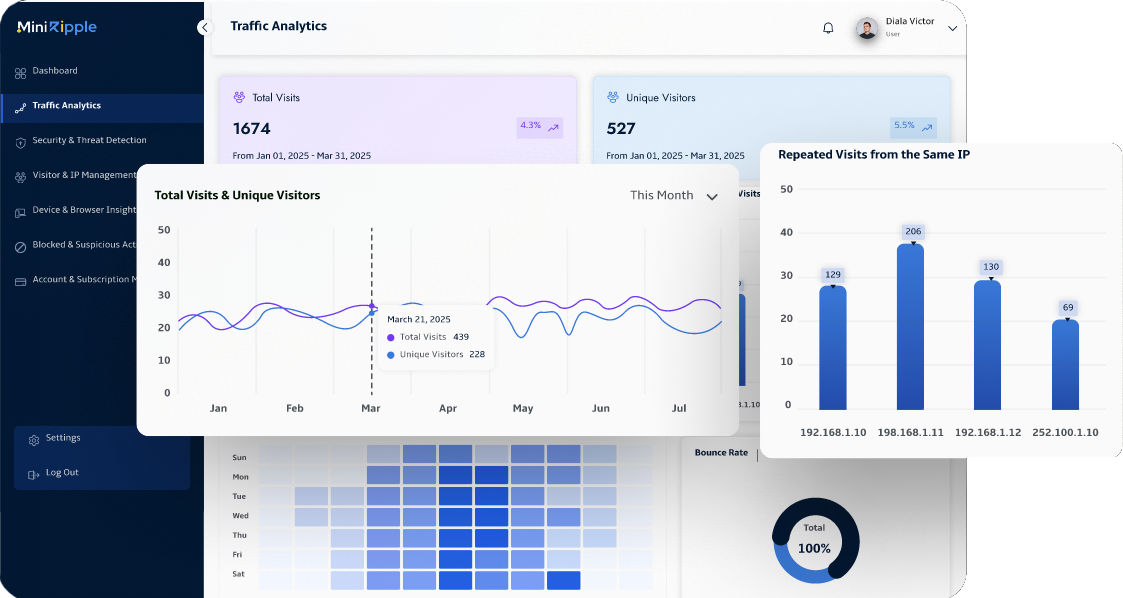 MiniRipple
Traffic Analytics
Diala Victor
User
Dashboard
Traffic Analytics
Security & Threat Detection
Visitor & IP Management
Device & Browser Insight
Blocked & Suspicious Act
Account & Subscription M
Settings
Log Out
Total Visits
1674
4.3%
From Jan 01, 2025 - Mar 31, 2025
Unique Visitors
527
5.5%
From Jan 01, 2025 - Mar 31, 2025
Total Visits & Unique Visitors
This Month
50
40
30
20
10
0
March 21, 2025
Total Visits 439
Unique Visitors 228
Jan Feb Mar Apr May Jun Jul
Visits
.1.10
Repeated Visits from the Same IP
50
40
30
20
10
0
129
206
130
69
192.168.1.10 198.168.1.11 192.168.1.12 252.100.1.10
Sun
Mon
Tue
Wed
Thu
Fri
Sat
Bounce Rate
Total
100%